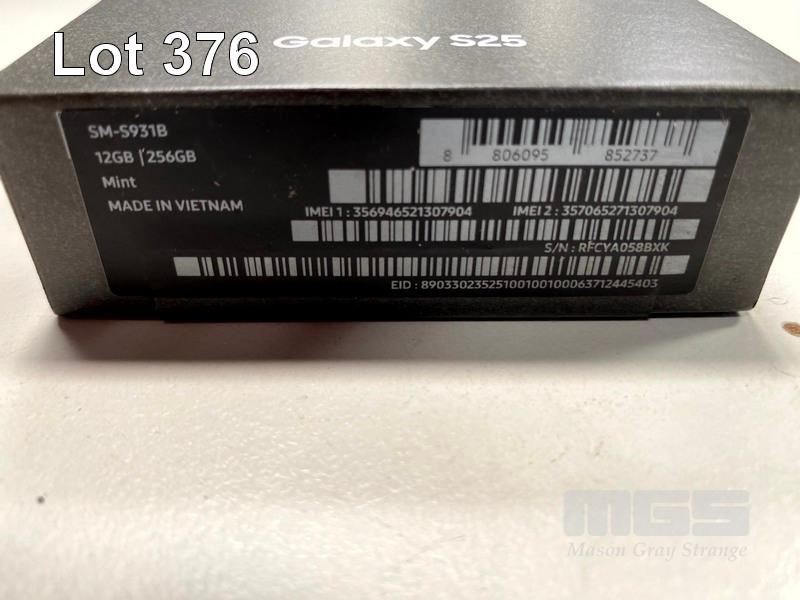 Lot 376
Galaxy S25
SM-S931B
12GB | 256GB
Mint
MADE IN VIETNAM
8 806095 852737
IMEI 1 : 356946521307904 IMEI 2 : 357065271307904
S/N : RFCYA058BXK
EID : 89033023525100100100063712445403
MGS
Mason Gray Strange